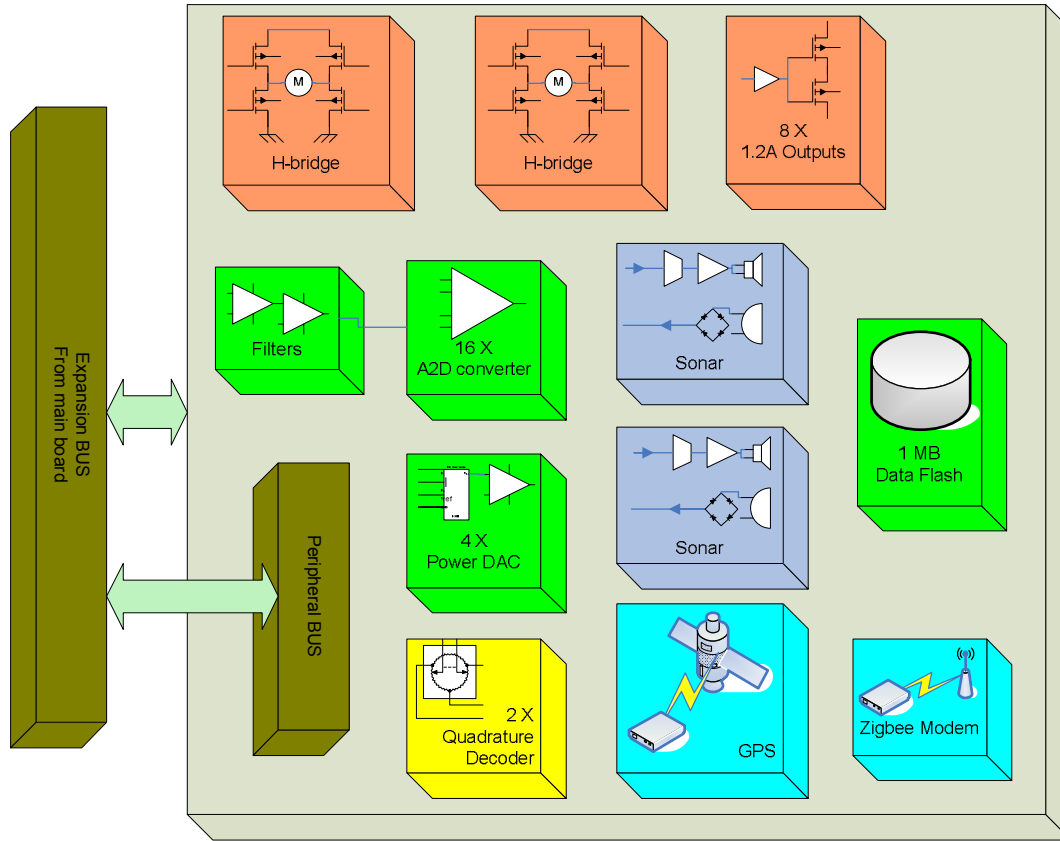 M
H-bridge
M
H-bridge
8 X
1.2A Outputs
Expansion BUS
From main board
Filters
16 X
A2D converter
Sonar
1 MB
Data Flash
Peripheral BUS
ef
4 X
Power DAC
Sonar
2 X
Quadrature
Decoder
GPS
Zigbee Modem